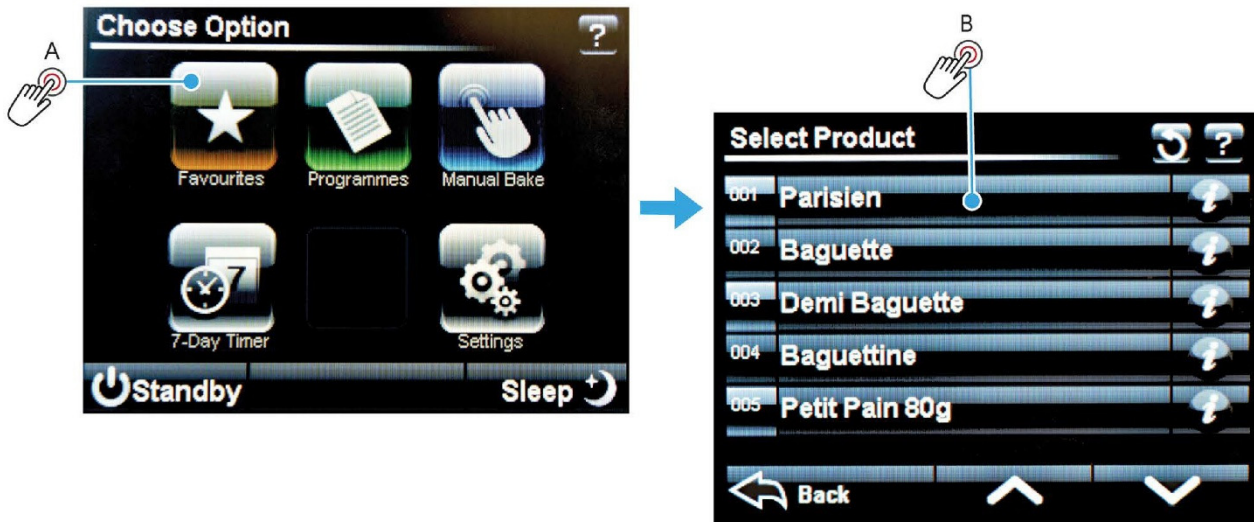 A
Choose Option
?
Favourites Programmes Manual Bake
7
7-Day Timer Settings
Standby Sleep
B
Select Product ?
001 Parisien i
002 Baguette i
003 Demi Baguette i
004 Baguettine i
005 Petit Pain 80g i
Back